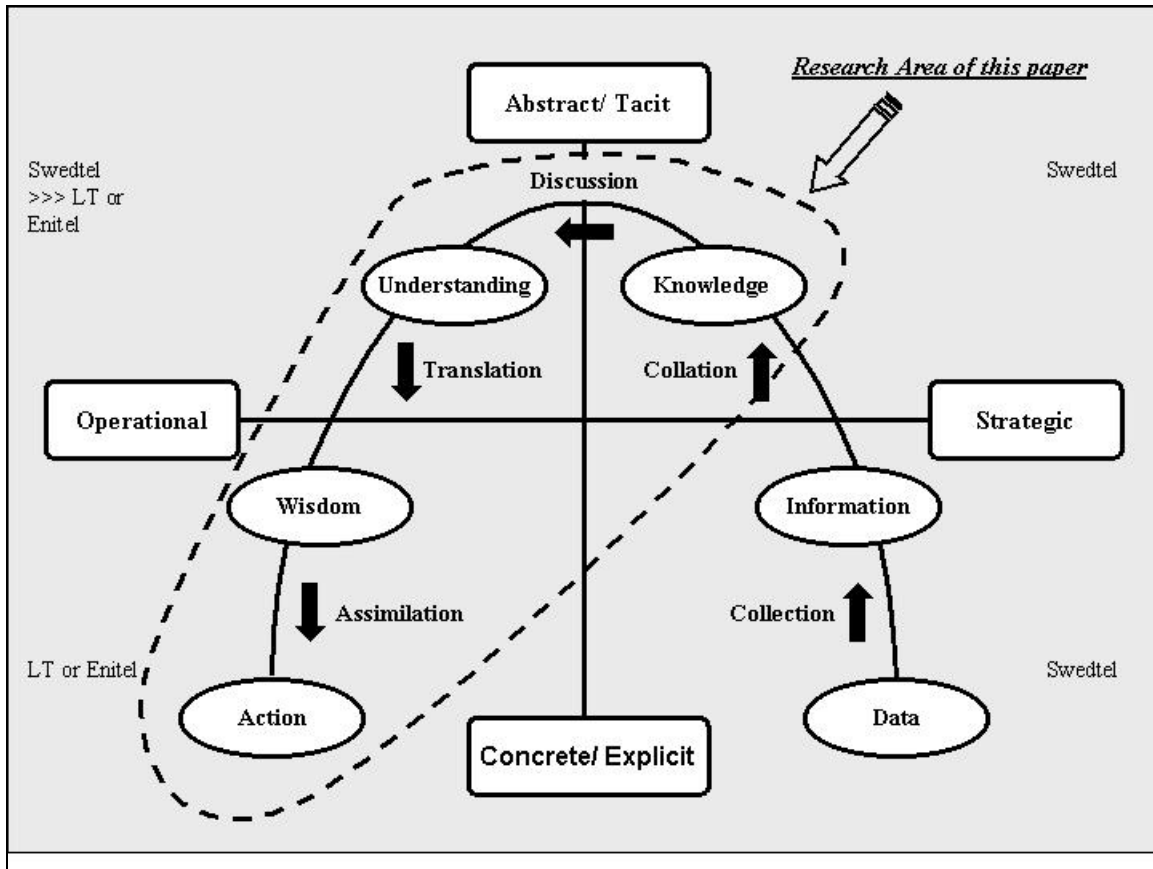 Research Area of this paper
Abstract/ Tacit
Swedtel
>>> LT or
Enitel
Swedtel
Discussion
Understanding
Knowledge
Translation
Collation
Operational
Strategic
Wisdom
Information
Assimilation
Collection
LT or Enitel
Swedtel
Action
Data
Concrete/ Explicit